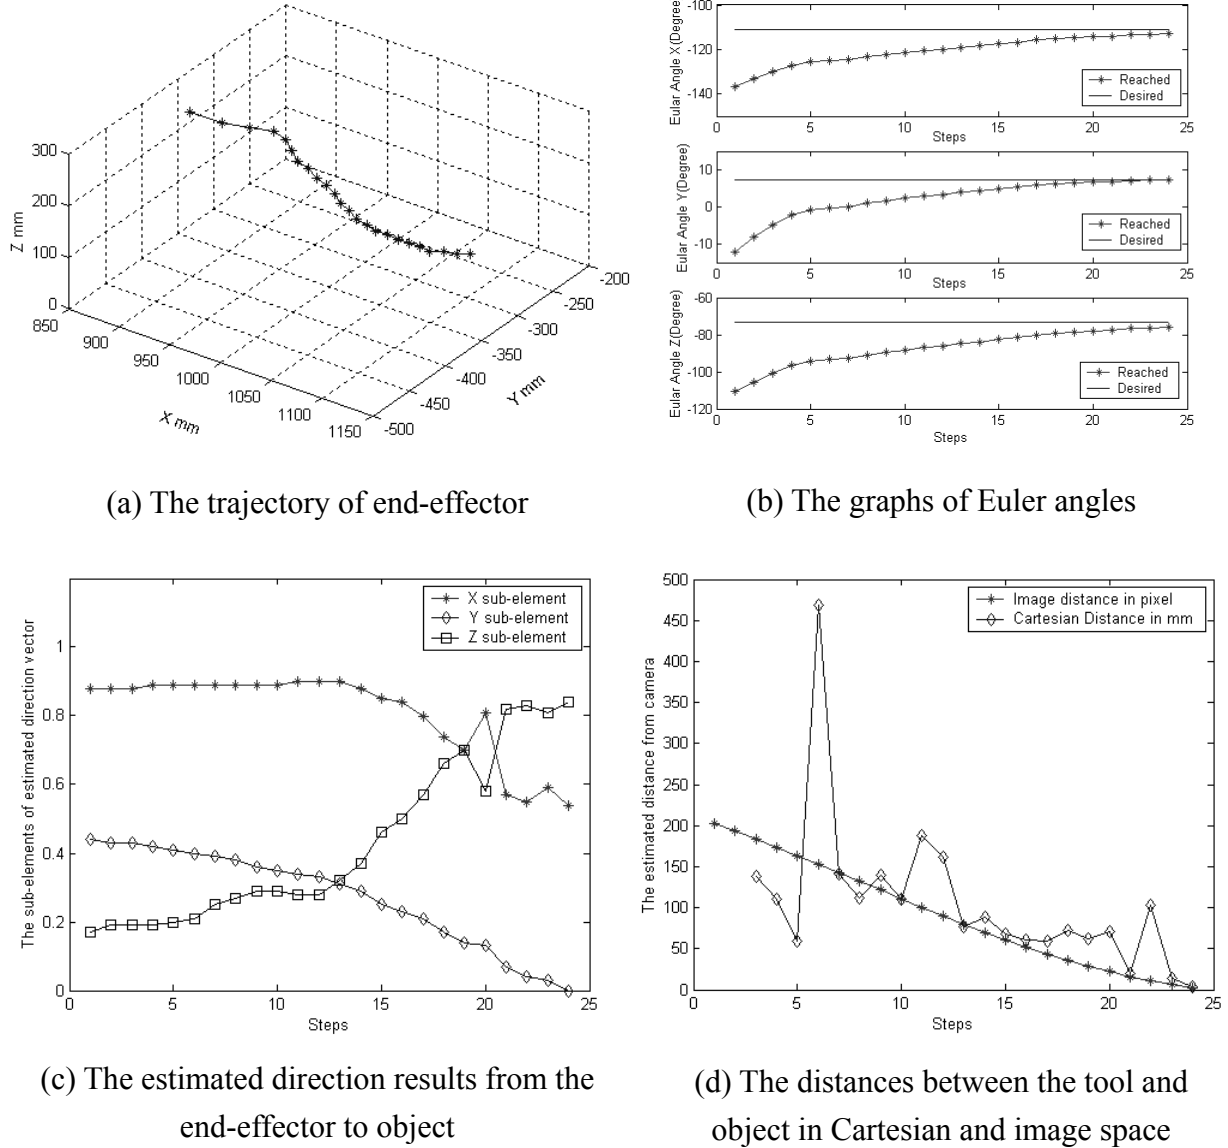 300
200
100
0
Z mm
850
900
950
1000
1050
1100
1150
X mm
-500
-450
-400
-350
-300
-250
-200
Y mm
(a) The trajectory of end-effector
-100
-120
-140
Eular Angle X(Degree)
0
5
10
15
20
25
Steps
Reached
Desired
10
0
-10
Eular Angle Y(Degree)
0
5
10
15
20
25
Steps
Reached
Desired
-60
-80
-100
-120
Eular Angle Z(Degree)
0
5
10
15
20
25
Steps
Reached
Desired
(b) The graphs of Euler angles
X sub-element
Y sub-element
Z sub-element
The sub-elements of estimated direction vector
1
0.8
0.6
0.4
0.2
0
0
5
10
15
20
25
Steps
(c) The estimated direction results from the
end-effector to object
Image distance in pixel
Cartesian Distance in mm
The estimated distance from camera
500
450
400
350
300
250
200
150
100
50
0
0
5
10
15
20
25
Steps
(d) The distances between the tool and
object in Cartesian and image space